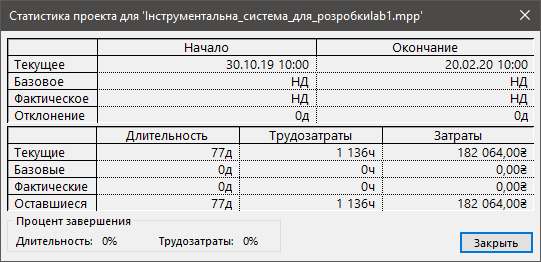 Статистика проекта для 'Інструментальна_система_для_розробкиlab1.mpp'
Начало Окончание
Текущее 30.10.19 10:00 20.02.20 10:00
Базовое НД НД
Фактическое НД НД
Отклонение 0д 0д
Длительность Трудозатраты Затраты
Текущие 77д 1 136ч 182 064,00₴
Базовые 0д 0ч 0,00₴
Фактические 0д 0ч 0,00₴
Оставшиеся 77д 1 136ч 182 064,00₴
Процент завершения
Длительность: 0% Трудозатраты: 0%
Закрыть